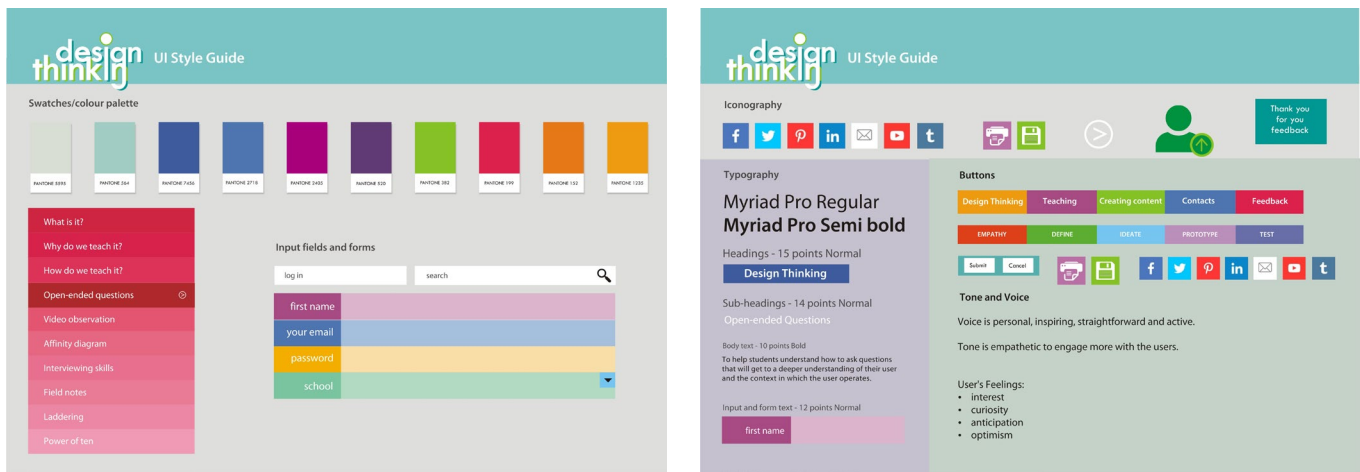 design
thinking
UI Style Guide
Swatches/colour palette
PANTONE 564
PANTONE 7456
PANTONE 2718
PANTONE 2405
PANTONE 520
PANTONE 382
PANTONE 199
PANTONE 152
What is it?
Why do we teach it?
How do we teach it?
Open-ended questions
Video observation
Affinity diagram
Interviewing skills
Field notes
Laddering
Power of ten
Input fields and forms
log in
search
first name
your email
password
school
design
thinking
UI Style Guide
Iconography
f
p
in
t
Thank you
for you
feedback
Typography
Myriad Pro Regular
Myriad Pro Semi bold
Headings - 15 points Normal
Design Thinking
Sub-headings - 14 points Normal
Open-ended Questions
Body text - 10 points Bold
To help students understand how to ask questions
that will get to a deeper understanding of their user
and the context in which the user operates.
Input and form text - 12 points Normal
first name
Buttons
Design Thinking Teaching Creating content Contacts Feedback
EMPATHY DEFINE IDEATE PROTOTYPE TEST
Submit Cancel
f
p
in
t
Tone and Voice
Voice is personal, inspiring, straightforward and active.
Tone is empathetic to engage more with the users.
User's Feelings:
• interest
• curiosity
• anticipation
• optimism